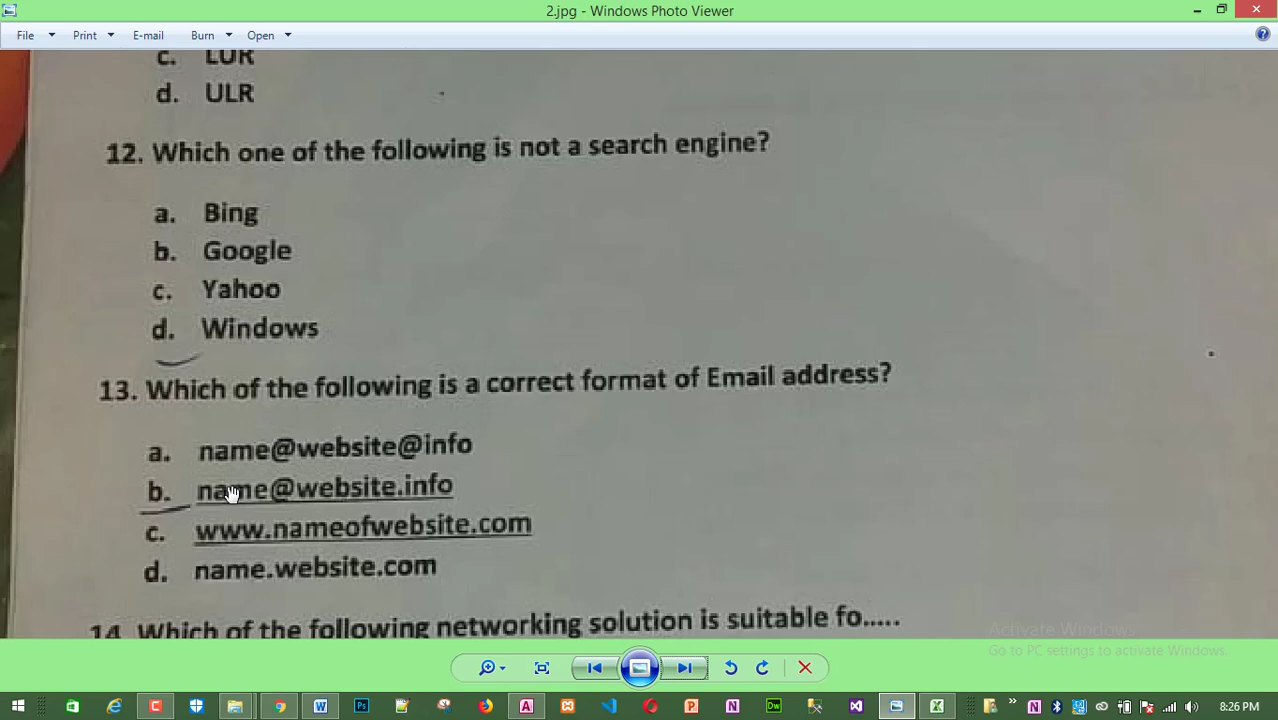 2.jpg - Windows Photo Viewer
File Print E-mail Burn Open
c. LUR
d. ULR
12. Which one of the following is not a search engine?
a. Bing
b. Google
c. Yahoo
d. Windows
13. Which of the following is a correct format of Email address?
a. name@website@info
b. name@website.info
c. www.nameofwebsite.com
d. name.website.com
14. Which of the following networking solution is suitable fo.....
Activate Windows
Go to PC settings to activate Windows.
8:26 PM